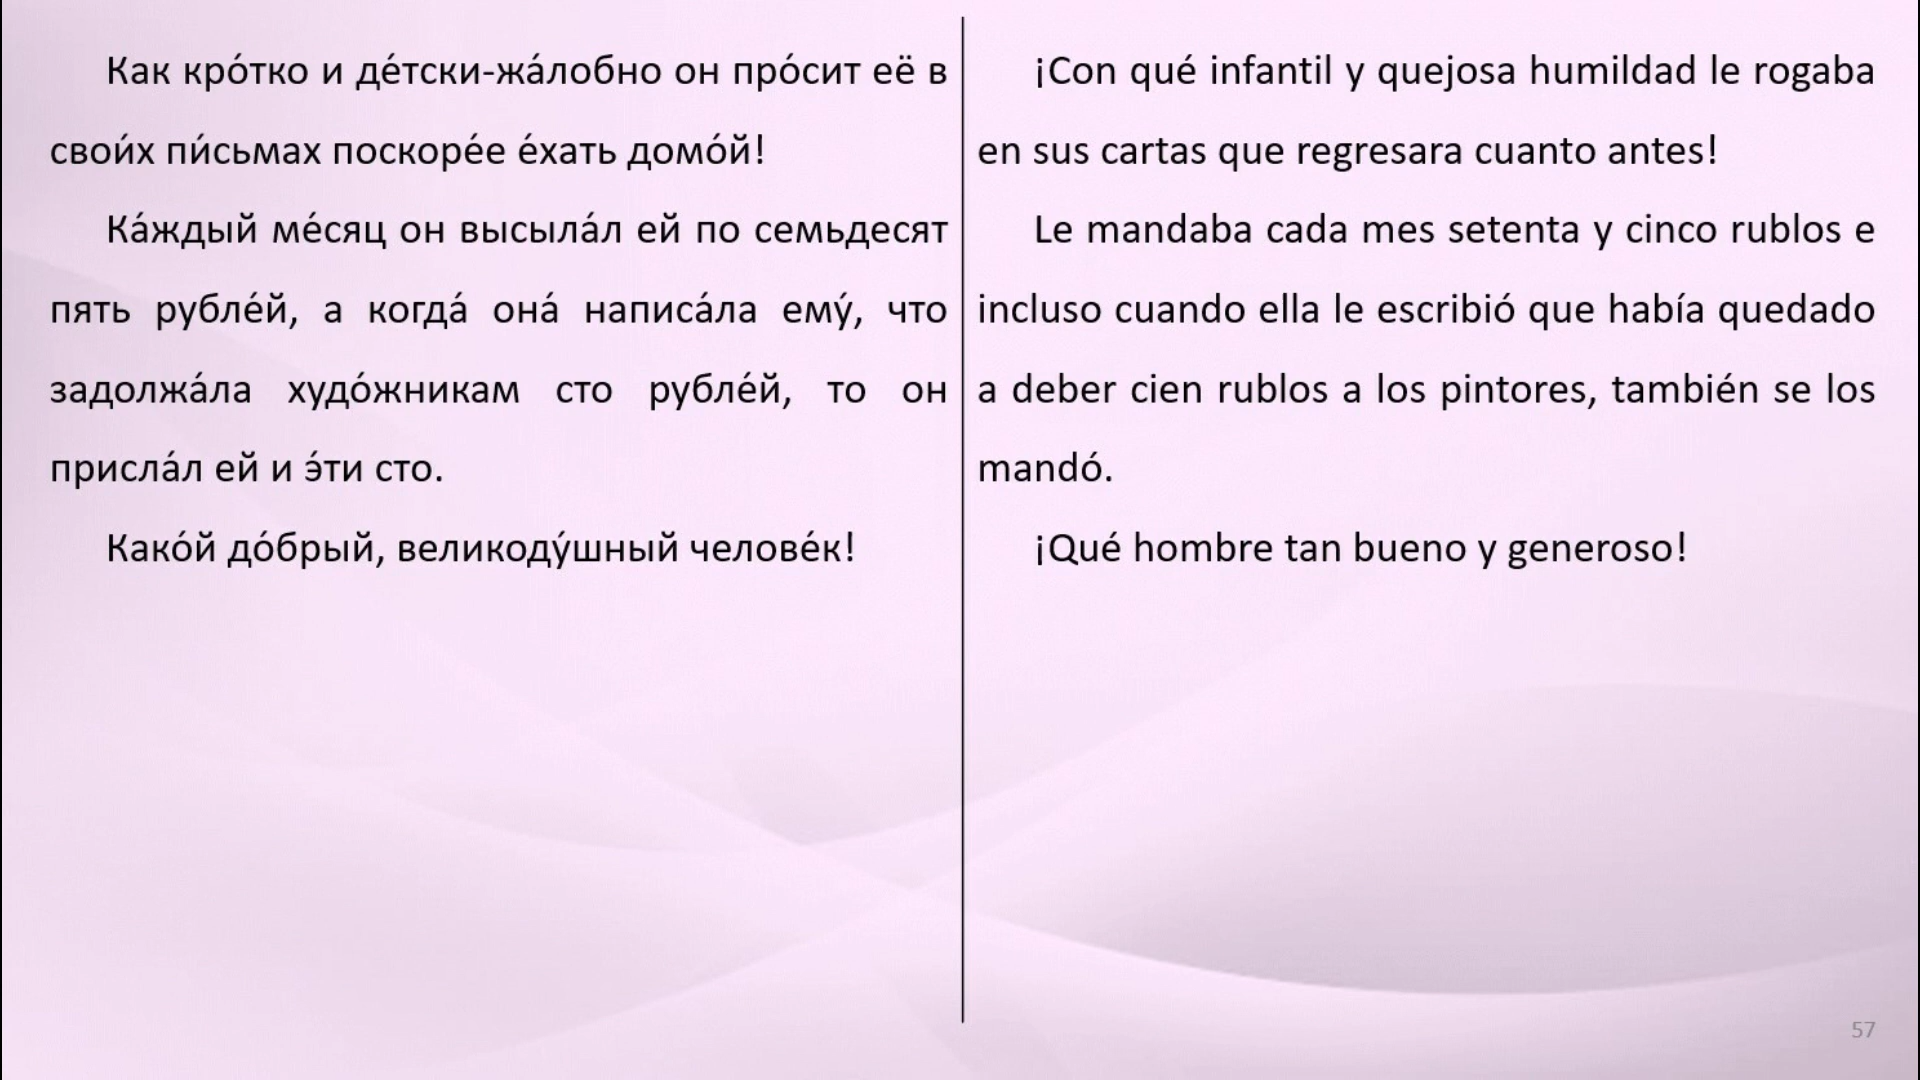 Как кро́тко и де́тски-жа́лобно он про́сит её в
свои́х пи́сьмах поскоре́е е́хать домо́й!
Ка́ждый ме́сяц он высыла́л ей по семьдесят
пять рубле́й, а когда́ она́ написа́ла ему́, что
задолжа́ла худо́жникам сто рубле́й, то он
присла́л ей и э́ти сто.
Како́й до́брый, великоду́шный челове́к!
¡Con qué infantil y quejosa humildad le rogaba
en sus cartas que regresara cuanto antes!
Le mandaba cada mes setenta y cinco rublos e
incluso cuando ella le escribió que había quedado
a deber cien rublos a los pintores, también se los
mandó.
¡Qué hombre tan bueno y generoso!
57